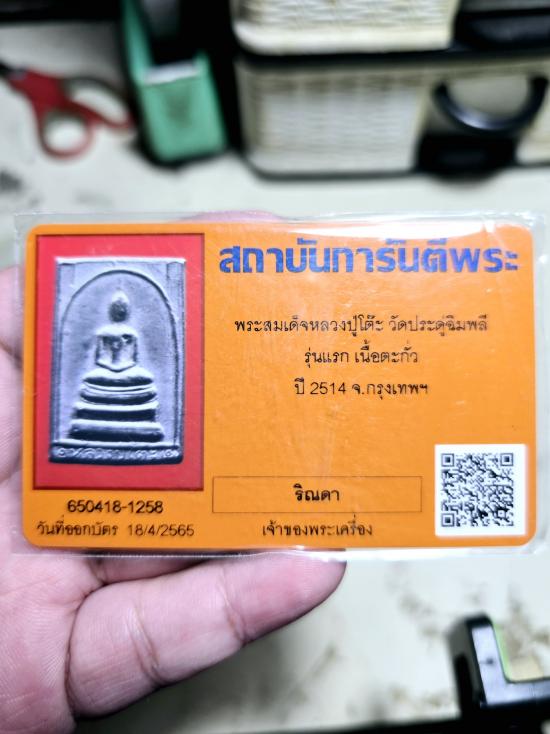 สถาบันการันตีพระ
พระสมเด็จหลวงปู่โต๊ะ วัดประดู่ฉิมพลี
รุ่นแรก เนื้อตะกั่ว
ปี 2514 จ.กรุงเทพฯ
650418-1258
วันที่ออกบัตร 18/4/2565
ริณดา
เจ้าของพระเครื่อง